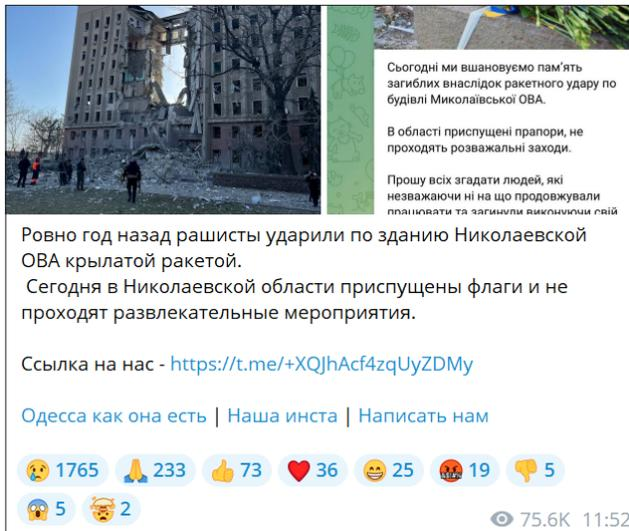 Сьогодні ми вшановуємо пам'ять
загиблих внаслідок ракетного удару по
будівлі Миколаївської ОВА.
В області приспущені прапори, не
проходять розважальні заходи.
Прошу всіх згадати людей, які
незважаючи ні на що продовжували
працювати та загинули виконуючи свій
Ровно год назад рашисты ударили по зданию Николаевской
ОВА крылатой ракетой.
Сегодня в Николаевской области приспущены флаги и не
проходят развлекательные мероприятия.
Ссылка на нас - https://t.me/+XQJhAcf4zqUyZDMy
Одесса как она есть | Наша инста | Написать нам
😢 1765 🙏 233 👍 73 ❤️ 36 😁 25 🤬 19 👎 5
😱 5 🤯 2
75.6K 11:52